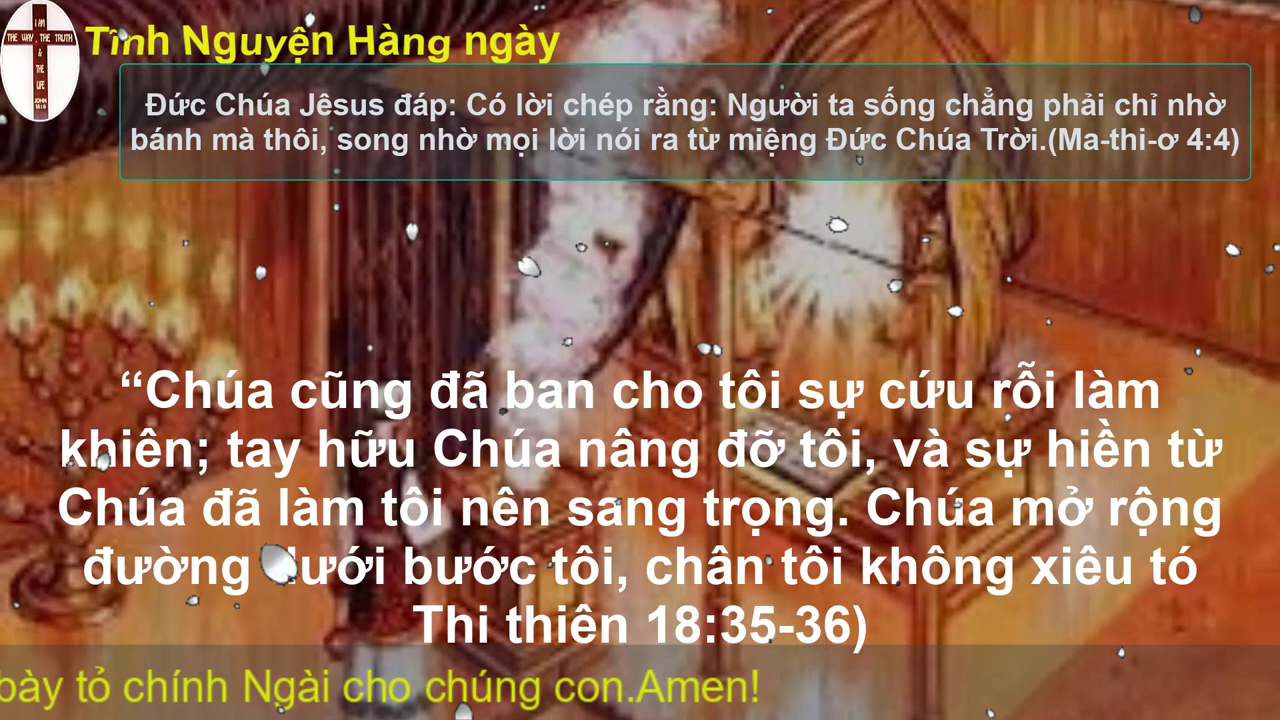 I AM
THE WAY, THE TRUTH
&
THE
LIFE
JOHN
14:6
Tĩnh Nguyện Hàng ngày
Đức Chúa Jêsus đáp: Có lời chép rằng: Người ta sống chẳng phải chỉ nhờ
bánh mà thôi, song nhờ mọi lời nói ra từ miệng Đức Chúa Trời.(Ma-thi-ơ 4:4)
“Chúa cũng đã ban cho tôi sự cứu rỗi làm
khiên; tay hữu Chúa nâng đỡ tôi, và sự hiền từ
Chúa đã làm tôi nên sang trọng. Chúa mở rộng
đường dưới bước tôi, chân tôi không xiêu tó
Thi thiên 18:35-36)
bày tỏ chính Ngài cho chúng con.Amen!